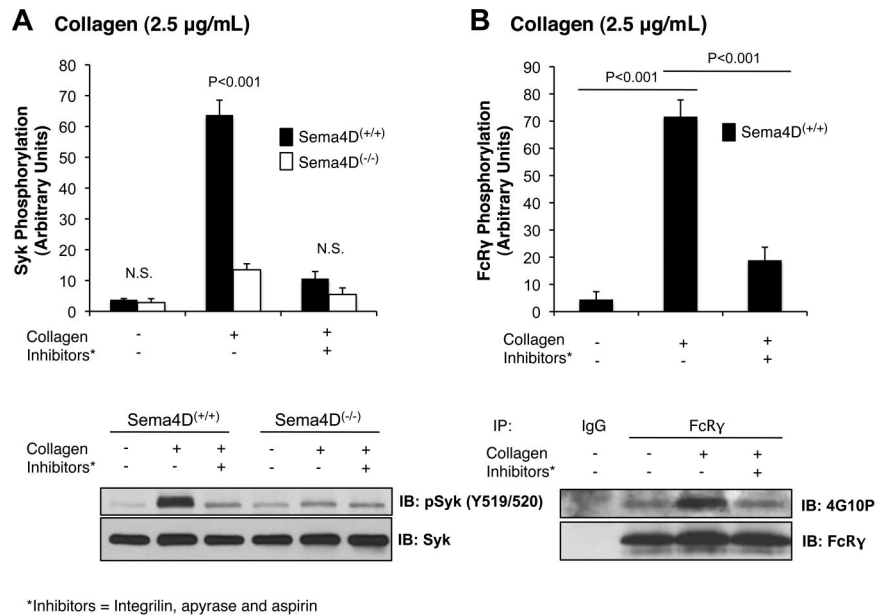 A Collagen (2.5 µg/mL)
Syk Phosphorylation
(Arbitrary Units)
80
70
60
50
40
30
20
10
0
P<0.001
N.S.
N.S.
Sema4D(+/+)
Sema4D(-/-)
Collagen - + +
Inhibitors* - - +
Sema4D(+/+) Sema4D(-/-)
Collagen - + + - + +
Inhibitors* - - + - - +
IB: pSyk (Y519/520)
IB: Syk
B Collagen (2.5 µg/mL)
FcRγ Phosphorylation
(Arbitrary Units)
90
80
70
60
50
40
30
20
10
0
P<0.001
P<0.001
Sema4D(+/+)
Collagen - + +
Inhibitors* - - +
IP: IgG FcRγ
Collagen - - + +
Inhibitors* - - - +
IB: 4G10P
IB: FcRγ
*Inhibitors = Integrilin, apyrase and aspirin